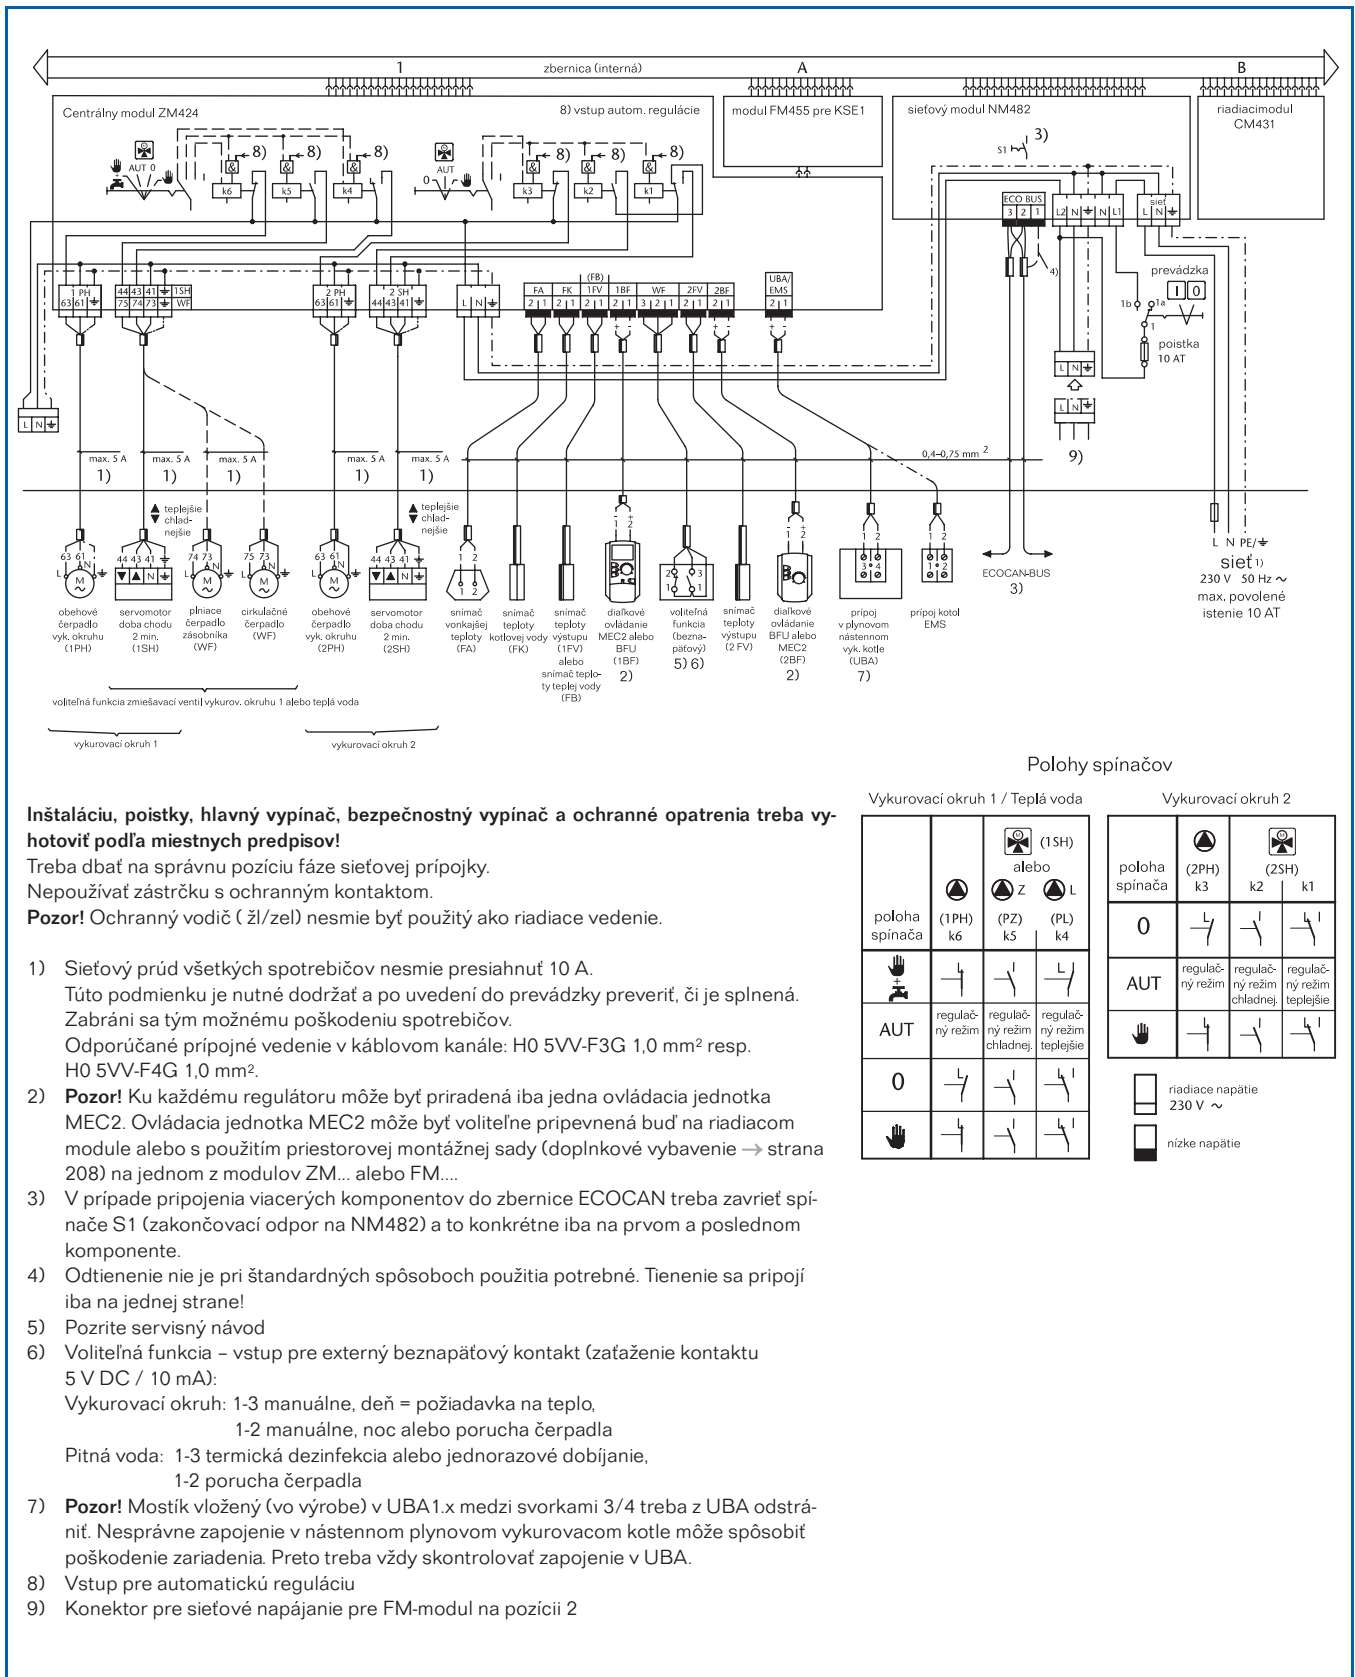 1 zbernica (interná) A B
Centrálny modul ZM424 8) vstup autom. regulácie
modul FM455 pre KSE1
sieťový modul NM482
riadiacimodul
CM431
S1 3)
AUT 0 8) 8) 8) AUT 0 8) 8) 8)
& & & & & &
k6 k5 k4 k3 k2 k1
ECO BUS
3 2 1
L2 N N L1
sieť
L N
4)
prevádzka
I 0
1b 1a
1
poistka
10 AT
1 PH
63 61
44 43 41 1SH
75 74 73 WF
2 PH
63 61
2 SH
44 43 41
L N
FA FK (FB) 1FV 1BF WF 2FV 2BF UBA/ EMS
2 1 2 1 2 1 2 1 3 2 1 2 1 2 1 2 1
+ - + - + -
L N
L N
L N
9)
max. 5 A max. 5 A max. 5 A max. 5 A max. 5 A
1) 1) 1) 1) 1)
0,4–0,75 mm 2
teplejšie
chlad-
nejšie
teplejšie
chlad-
nejšie
63 61 44 43 41 74 73 75 73 63 61 44 43 41
L N M N L N M L N M L N M N
1 2
1 2
- +
1 2
2 3
1 1
- +
1 2
1 2
3 4
1 2
1 2
ECOCAN-BUS
3)
L N PE/
sieť 1)
230 V 50 Hz ~
max. povolené
istenie 10 AT
obehové
čerpadlo
vyk. okruhu
(1PH)
servomotor
doba chodu
2 min.
(1SH)
plniace
čerpadlo
zásobníka
(WF)
cirkulačné
čerpadlo
(WF)
obehové
čerpadlo
vyk. okruhu
(2PH)
servomotor
doba chodu
2 min.
(2SH)
snímač
vonkajšej
teploty
(FA)
snímač
teploty
kotlovej vody
(FK)
snímač
teploty
výstupu
(1FV)
alebo
snímač teplo-
ty teplej vody
(FB)
diaľkové
ovládanie
MEC2 alebo
BFU
(1BF)
2)
voliteľná
funkcia
(bezna-
päťový)
5) 6)
snímač
teploty
výstupu
(2 FV)
diaľkové
ovládanie
BFU alebo
MEC2
(2BF)
2)
prípoj
v plynovom
nástennom
vyk. kotle
(UBA)
7)
prípoj kotol
EMS
voliteľná funkcia zmiešavací ventil vykurov. okruhu 1 alebo teplá voda
vykurovací okruh 1
vykurovací okruh 2
Inštaláciu, poistky, hlavný vypínač, bezpečnostný vypínač a ochranné opatrenia treba vy-
hotoviť podľa miestnych predpisov!
Treba dbať na správnu pozíciu fáze sieťovej prípojky.
Nepoužívať zástrčku s ochranným kontaktom.
Pozor! Ochranný vodič ( žl/zel) nesmie byť použitý ako riadiace vedenie.
1) Sieťový prúd všetkých spotrebičov nesmie presiahnuť 10 A.
Túto podmienku je nutné dodržať a po uvedení do prevádzky preveriť, či je splnená.
Zabráni sa tým možnému poškodeniu spotrebičov.
Odporúčané prípojné vedenie v káblovom kanále: H0 5VV-F3G 1,0 mm² resp.
H0 5VV-F4G 1,0 mm².
2) Pozor! Ku každému regulátoru môže byť priradená iba jedna ovládacia jednotka
MEC2. Ovládacia jednotka MEC2 môže byť voliteľne pripevnená buď na riadiacom
module alebo s použitím priestorovej montážnej sady (doplnkové vybavenie → strana
208) na jednom z modulov ZM... alebo FM....
3) V prípade pripojenia viacerých komponentov do zbernice ECOCAN treba zavrieť spí-
nače S1 (zakončovací odpor na NM482) a to konkrétne iba na prvom a poslednom
komponente.
4) Odtienenie nie je pri štandardných spôsoboch použitia potrebné. Tienenie sa pripojí
iba na jednej strane!
5) Pozrite servisný návod
6) Voliteľná funkcia – vstup pre externý beznapäťový kontakt (zaťaženie kontaktu
5 V DC / 10 mA):
Vykurovací okruh: 1-3 manuálne, deň = požiadavka na teplo,
1-2 manuálne, noc alebo porucha čerpadla
Pitná voda: 1-3 termická dezinfekcia alebo jednorazové dobíjanie,
1-2 porucha čerpadla
7) Pozor! Mostík vložený (vo výrobe) v UBA1.x medzi svorkami 3/4 treba z UBA odstrá-
niť. Nesprávne zapojenie v nástennom plynovom vykurovacom kotle môže spôsobiť
poškodenie zariadenia. Preto treba vždy skontrolovať zapojenie v UBA.
8) Vstup pre automatickú reguláciu
9) Konektor pre sieťové napájanie pre FM-modul na pozícii 2
Polohy spínačov
Vykurovací okruh 1 / Teplá voda
(1SH)
alebo
Z L
poloha
spínača
(1PH)
k6
(PZ)
k5
(PL)
k4
+
AUT
regulač-
ný režim
regulač-
ný režim
chladnej.
regulač-
ný režim
teplejšie
0
Vykurovací okruh 2
poloha
spínača
(2PH)
k3
(2SH)
k2 k1
0
AUT
regulač-
ný režim
regulač-
ný režim
chladnej.
regulač-
ný režim
teplejšie
riadiace napätie
230 V ~
nízke napätie